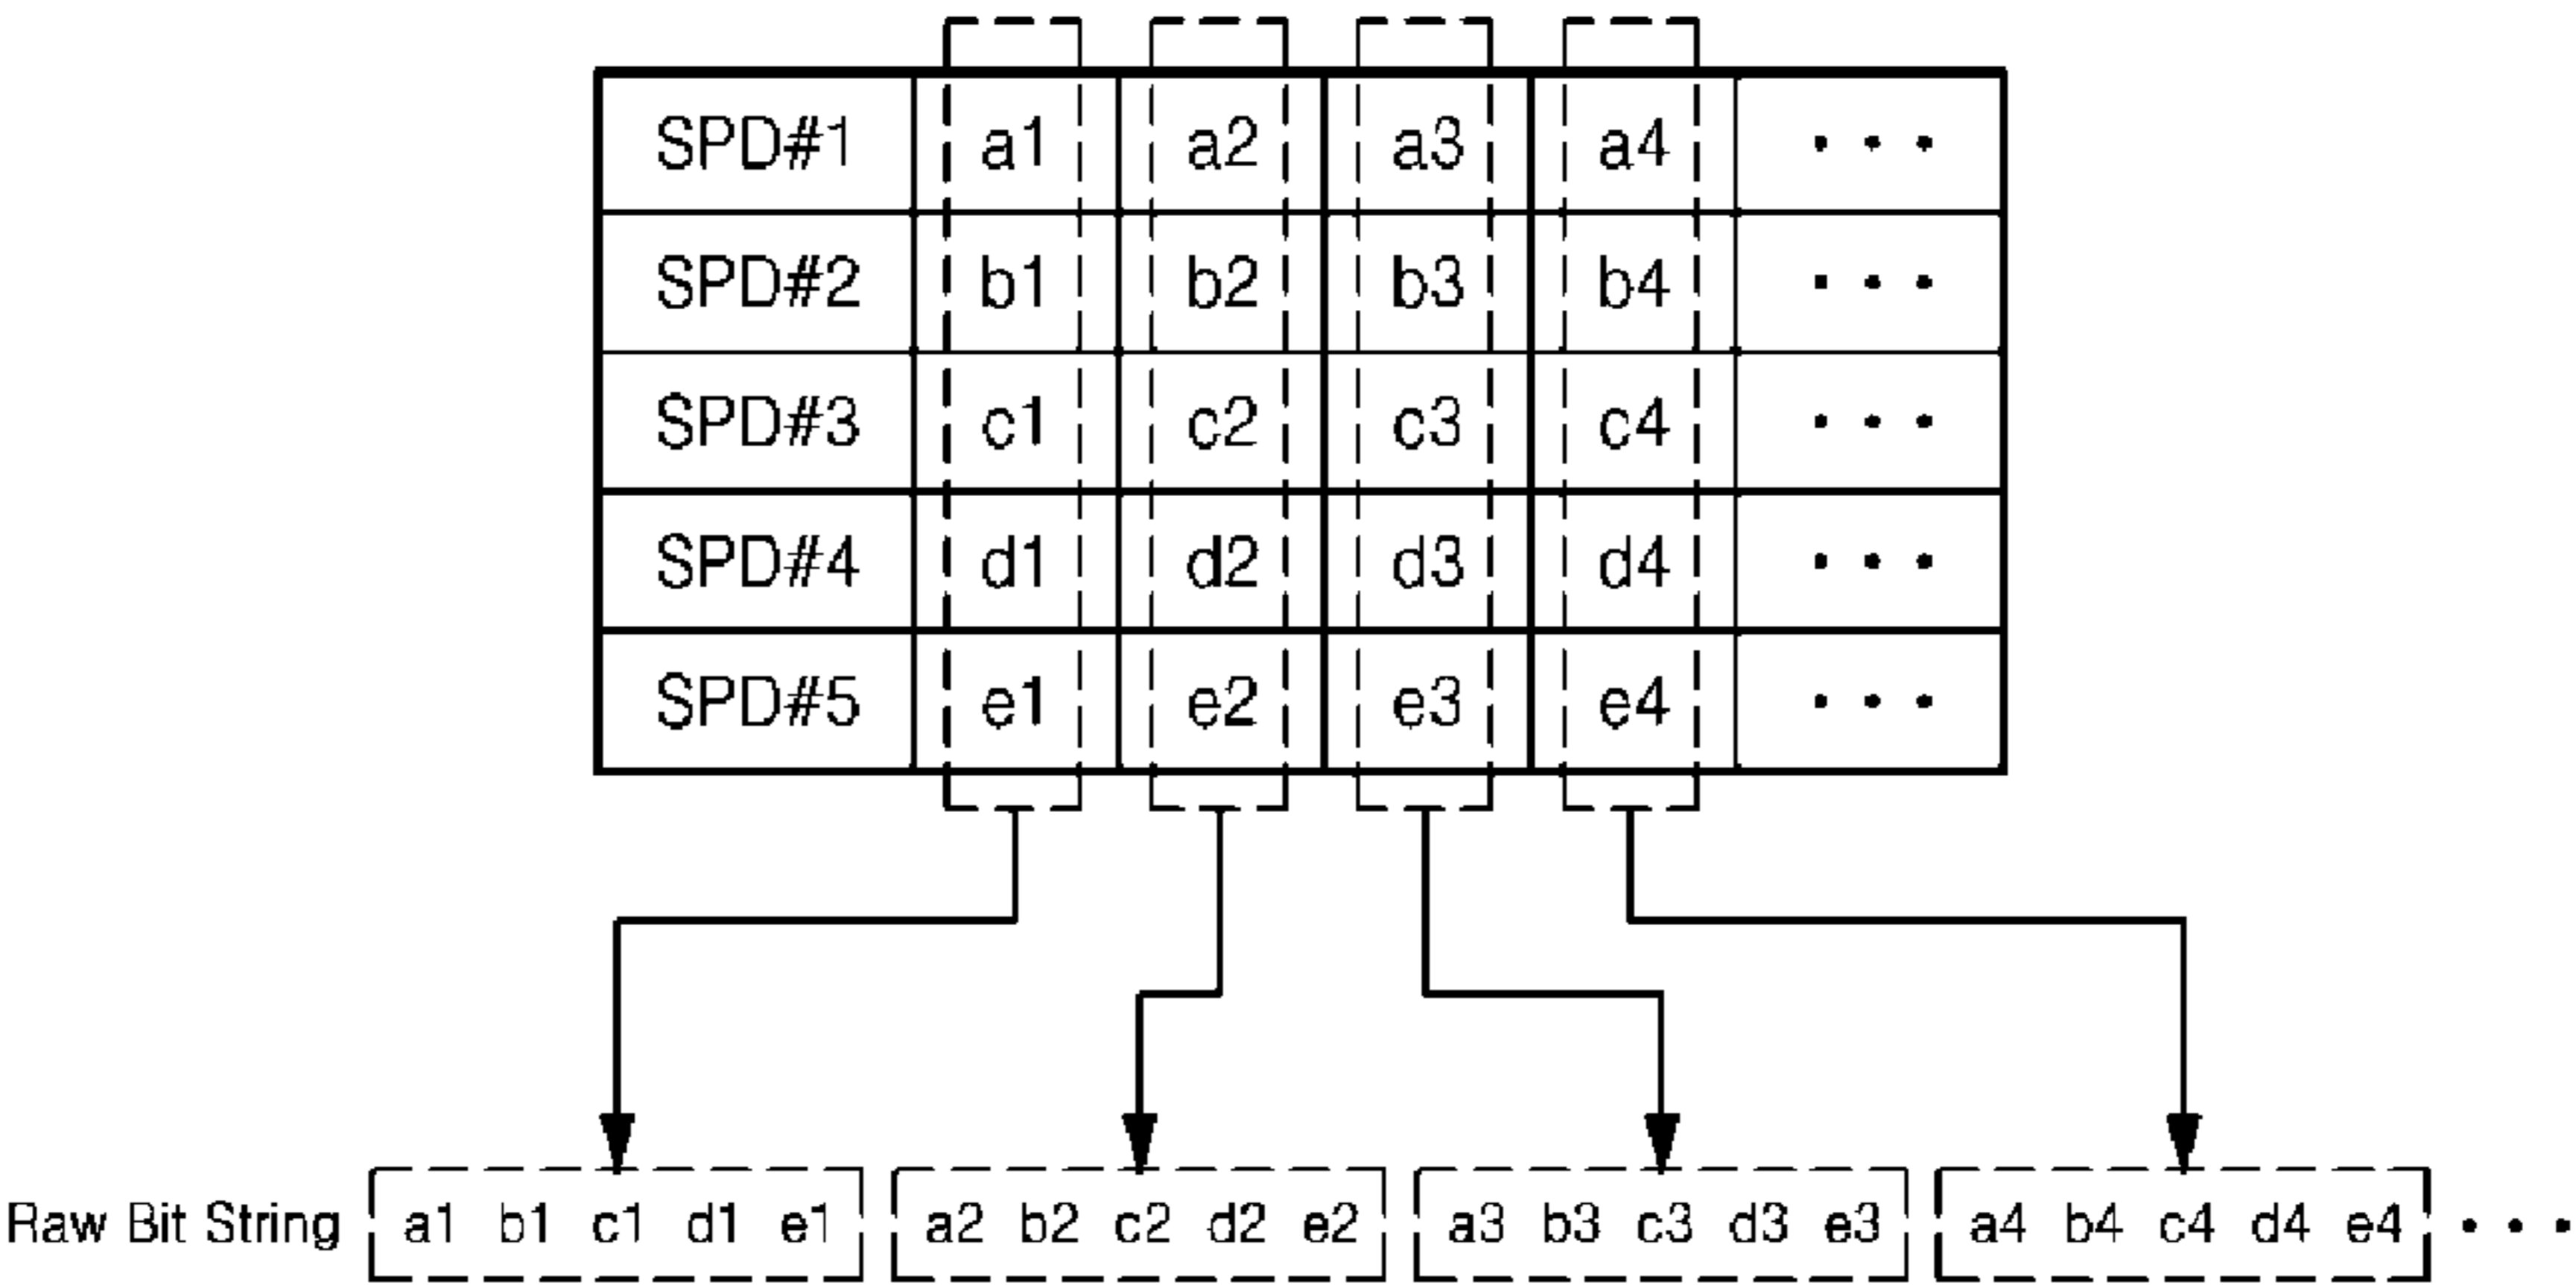 SPD#1 a1 a2 a3 a4 ···
SPD#2 b1 b2 b3 b4 ···
SPD#3 c1 c2 c3 c4 ···
SPD#4 d1 d2 d3 d4 ···
SPD#5 e1 e2 e3 e4 ···
Raw Bit String a1 b1 c1 d1 e1 a2 b2 c2 d2 e2 a3 b3 c3 d3 e3 a4 b4 c4 d4 e4 ···